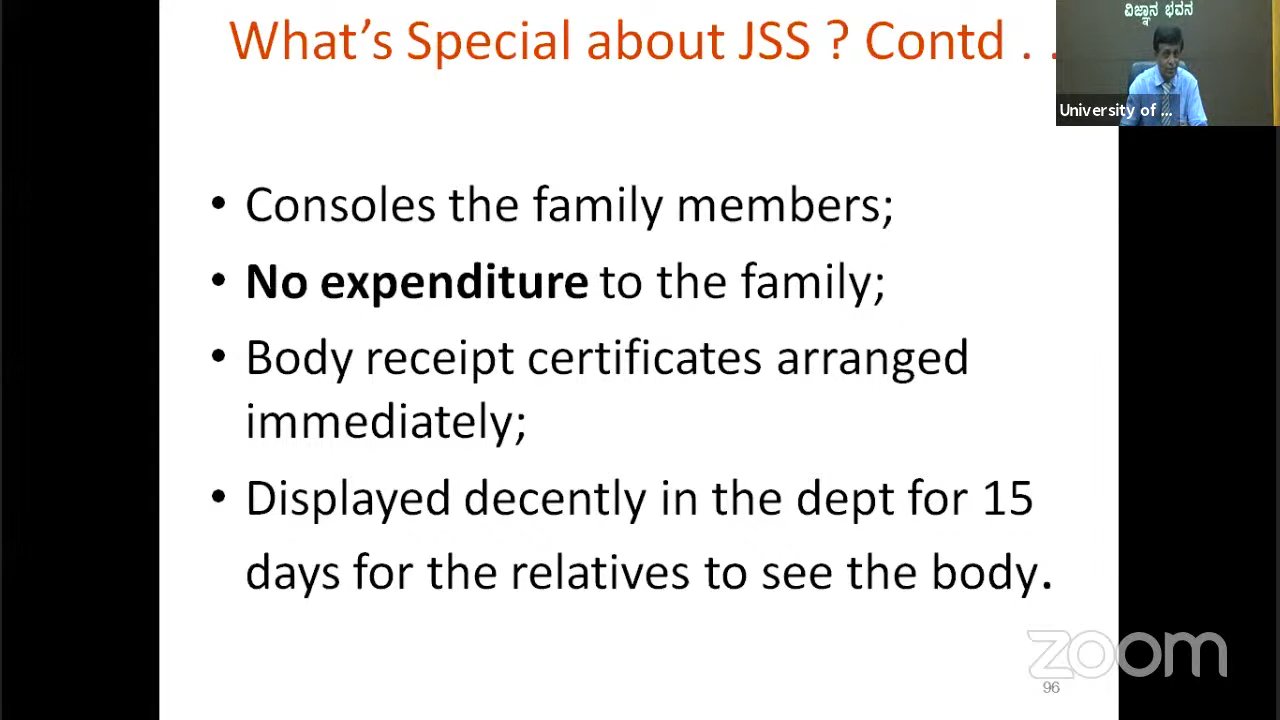 What's Special about JSS ? Contd . .
ವಿಜ್ಞಾನ ಭವನ
University of ...
• Consoles the family members;
• No expenditure to the family;
• Body receipt certificates arranged
immediately;
• Displayed decently in the dept for 15
days for the relatives to see the body.
zoom
96